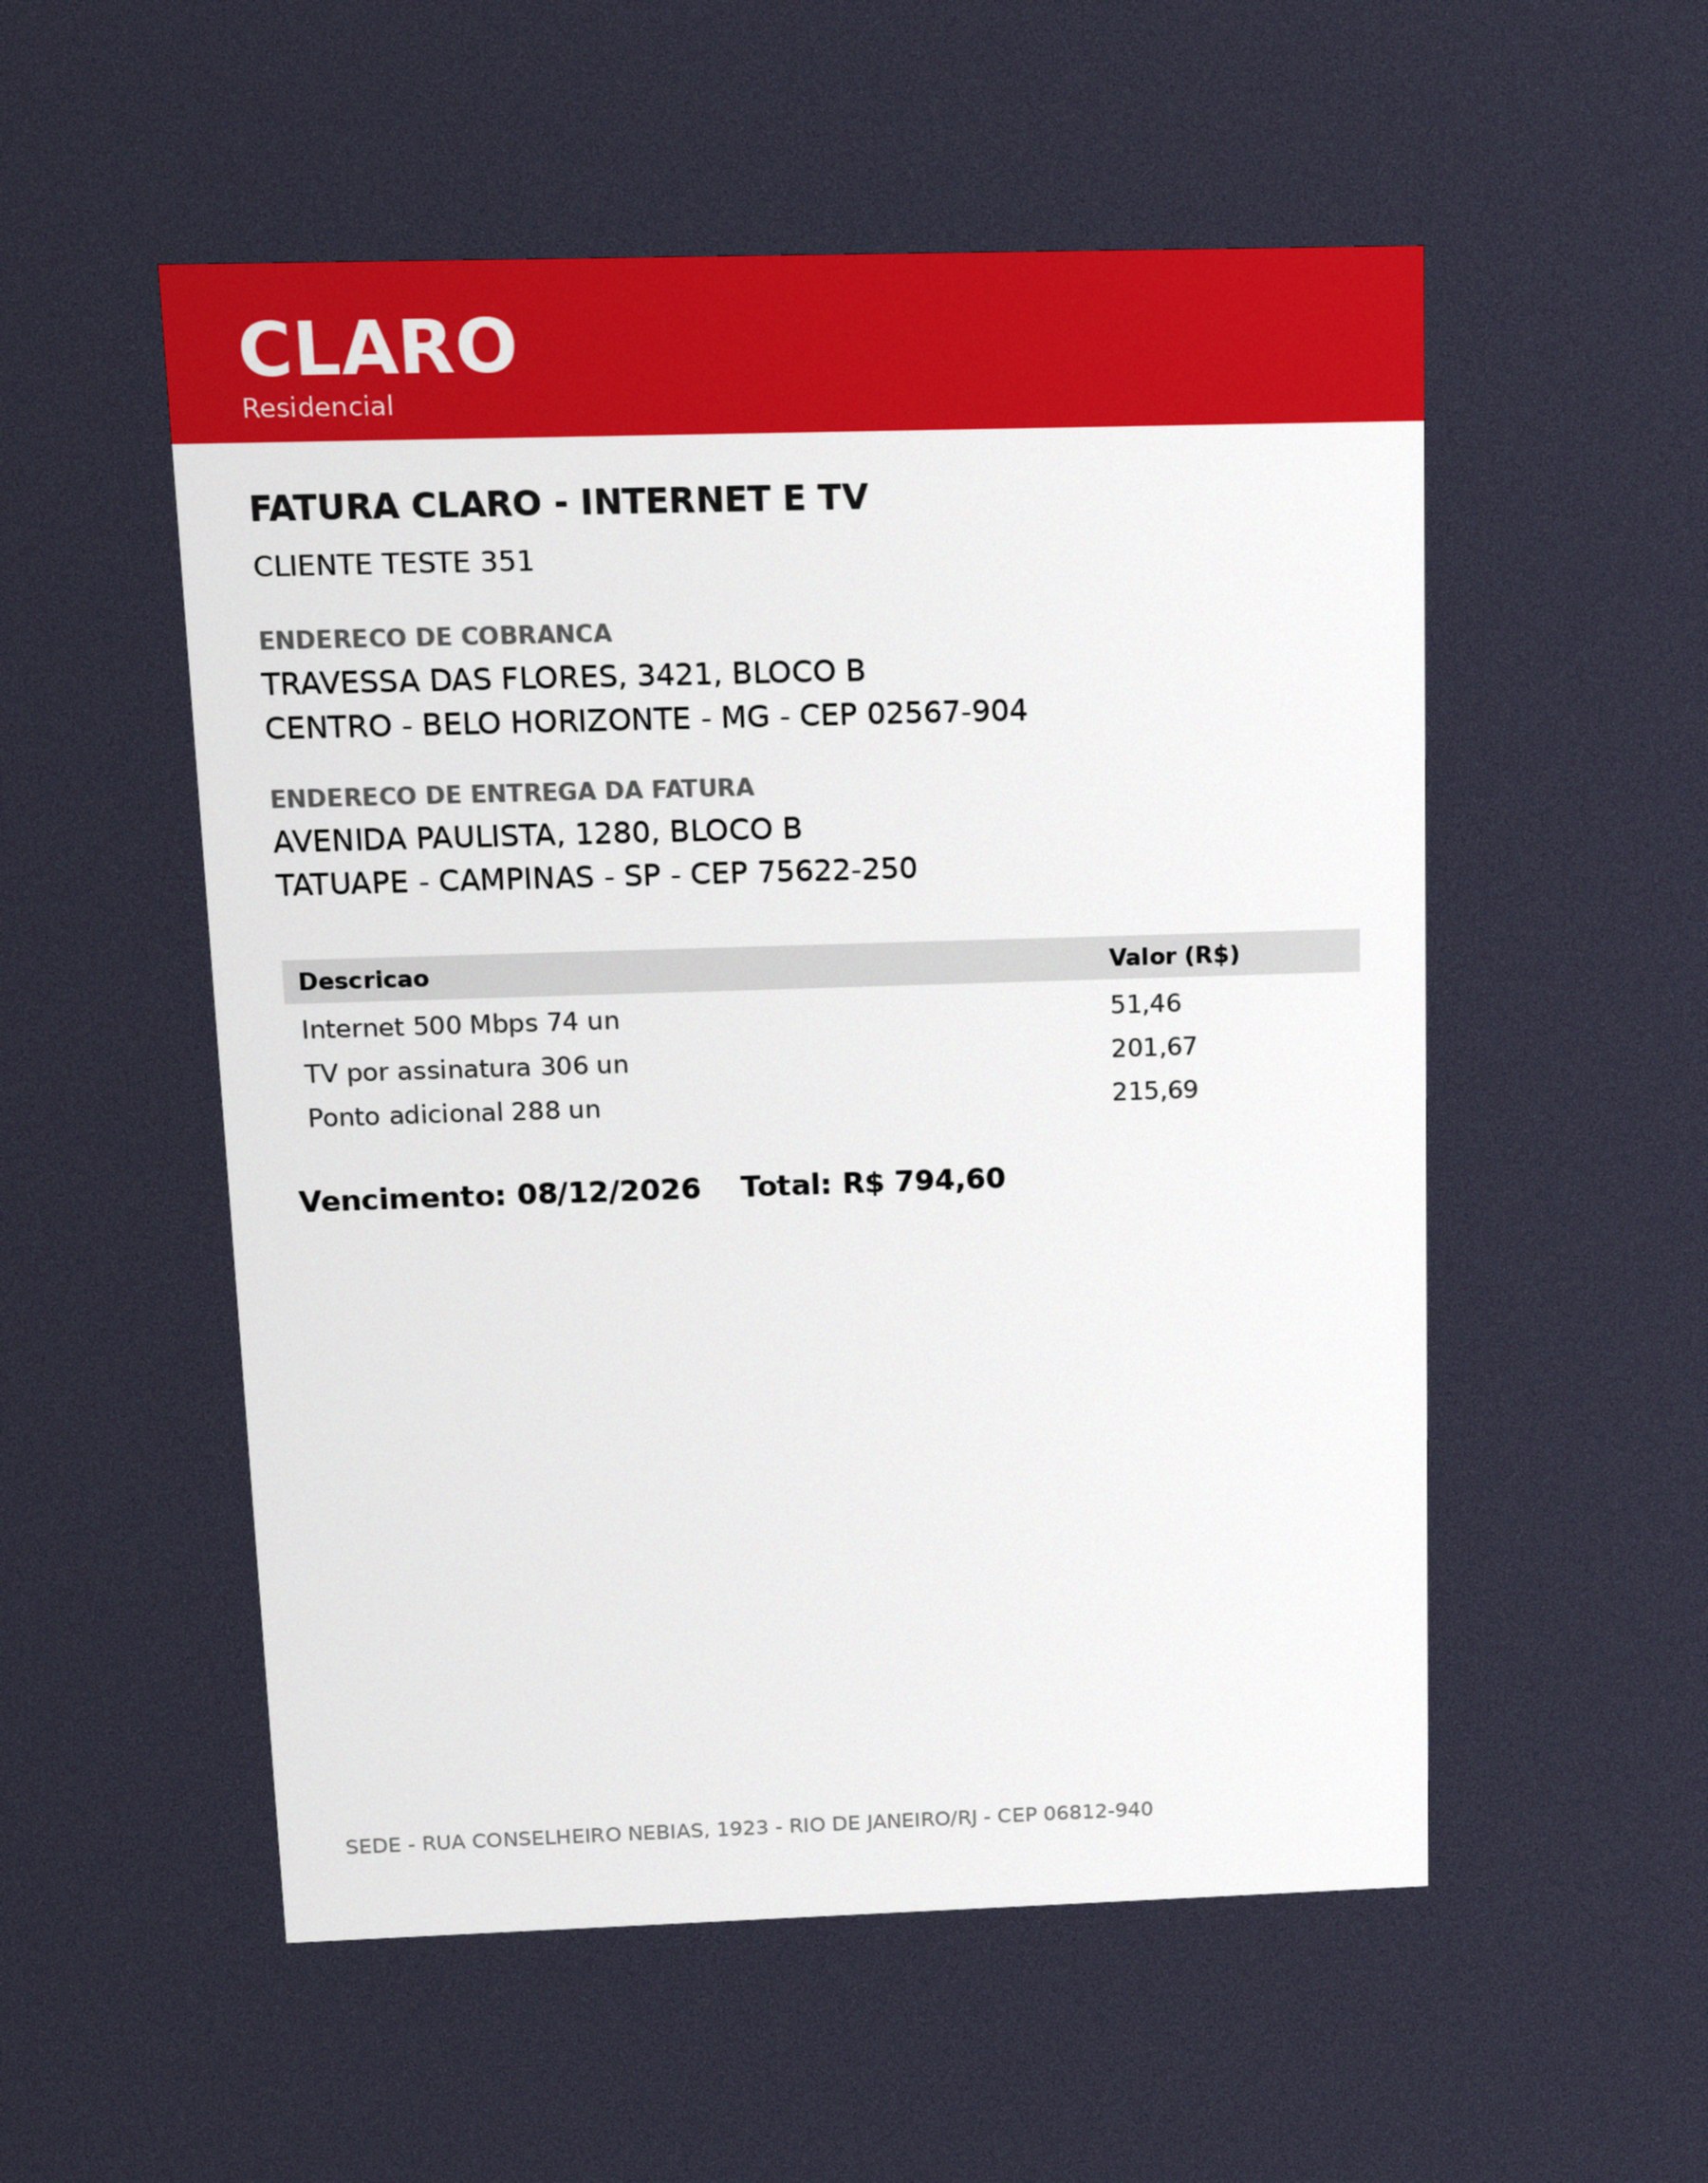 CLARO
Residencial
FATURA CLARO - INTERNET E TV
CLIENTE TESTE 351
ENDERECO DE COBRANCA
TRAVESSA DAS FLORES, 3421, BLOCO B
CENTRO - BELO HORIZONTE - MG - CEP 02567-904
ENDERECO DE ENTREGA DA FATURA
AVENIDA PAULISTA, 1280, BLOCO B
TATUAPE - CAMPINAS - SP - CEP 75622-250
Descricao Valor (R$)
Internet 500 Mbps 74 un 51,46
TV por assinatura 306 un 201,67
Ponto adicional 288 un 215,69
Vencimento: 08/12/2026 Total: R$ 794,60
SEDE - RUA CONSELHEIRO NEBIAS, 1923 - RIO DE JANEIRO/RJ - CEP 06812-940